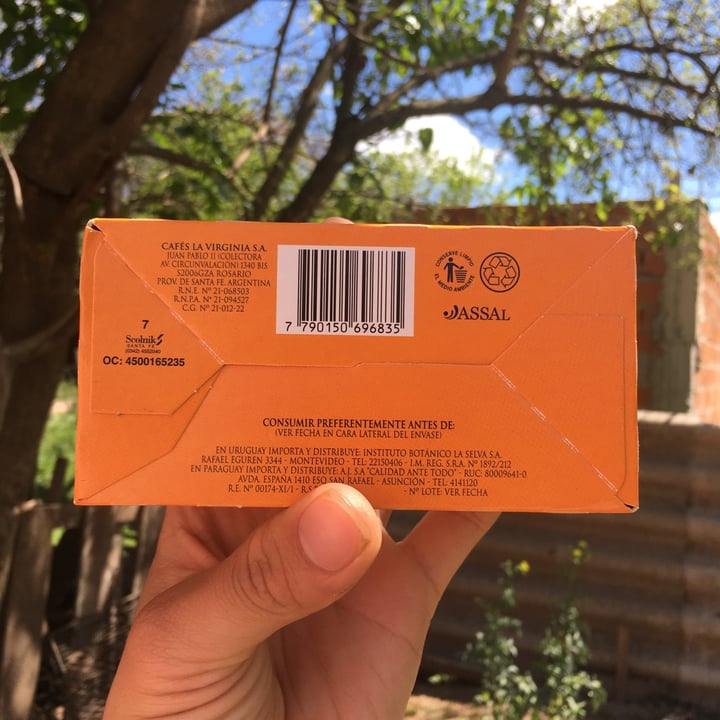 CAFÉS LA VIRGINIA S.A.
JUAN PABLO II (COLECTORA
AV. CIRCUNVALACIÓN) 1340 BIS
S2006GZA ROSARIO
PROV. DE SANTA FE, ARGENTINA
R.N.E. Nº 21-068503
R.N.P.A. Nº 21-094527
C.G. Nº 21-012-22
7 790150 696835
CONSERVE LIMPIO
EL MEDIO AMBIENTE
ASSAL
7
Scolnik
SANTA FE
(0342) 4552040
OC: 4500165235
CONSUMIR PREFERENTEMENTE ANTES DE:
(VER FECHA EN CARA LATERAL DEL ENVASE)
EN URUGUAY IMPORTA Y DISTRIBUYE: INSTITUTO BOTÁNICO LA SELVA S.A.
RAFAEL EGUREN 3344 - MONTEVIDEO - TEL: 22150406 - I.M. REG. S.R.A. Nº 1892/212
EN PARAGUAY IMPORTA Y DISTRIBUYE: A.J. S.A "CALIDAD ANTE TODO" - RUC: 80009641-0
AVDA. ESPAÑA 1410 ESQ SAN RAFAEL - ASUNCIÓN - TEL: 4141120
R.E. Nº 00174-XI/1 - R.S. - Nº LOTE: VER FECHA